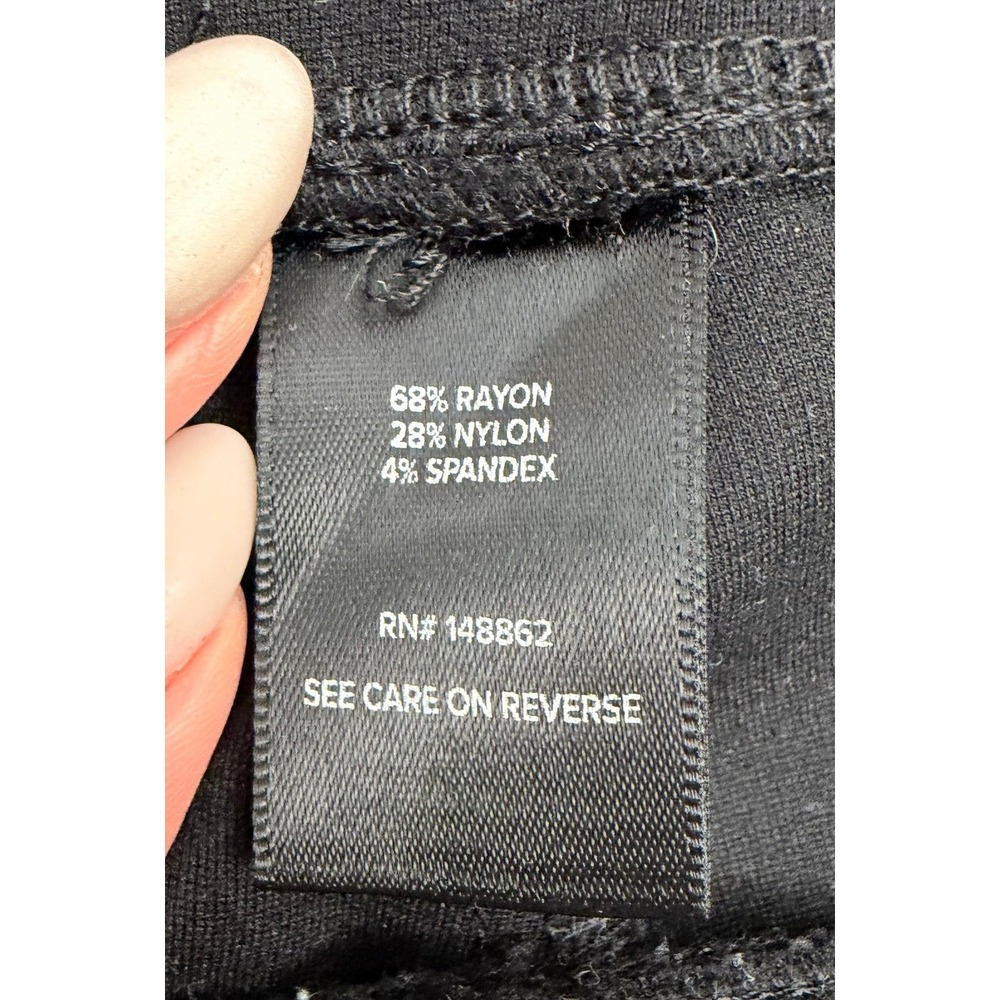 68% RAYON
28% NYLON
4% SPANDEX
RN# 148862
SEE CARE ON REVERSE